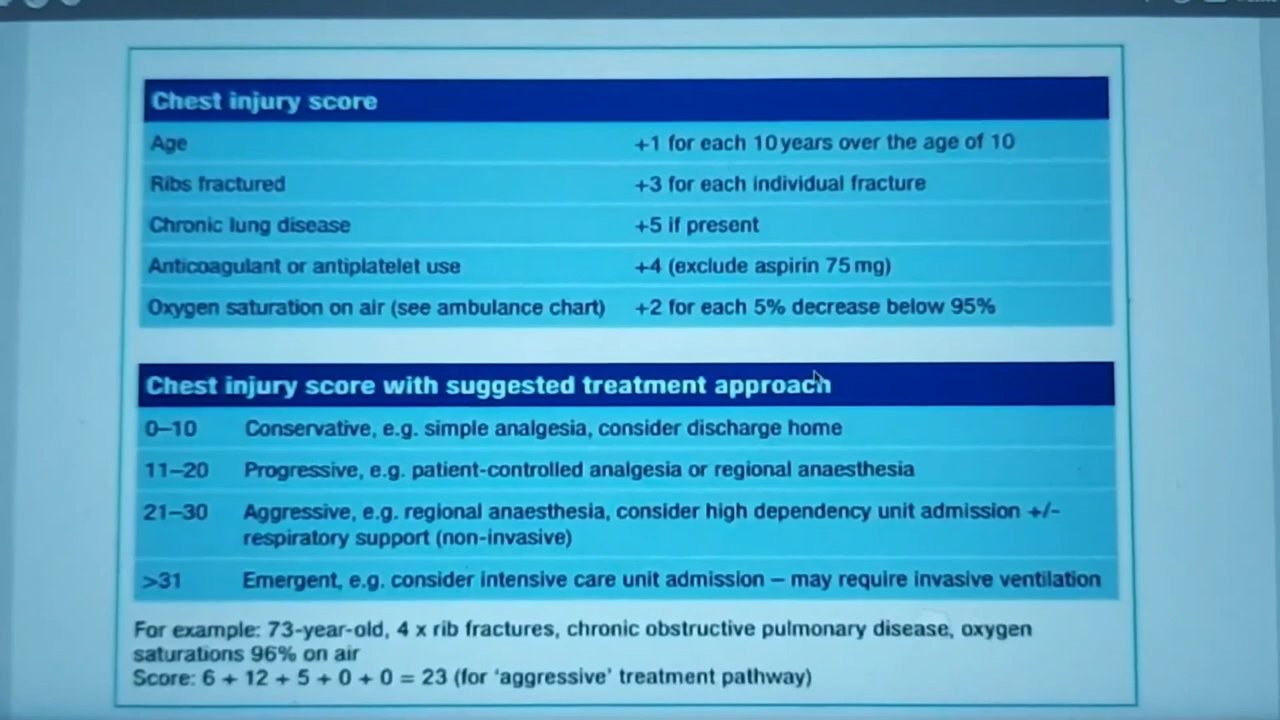 Chest injury score
Age +1 for each 10 years over the age of 10
Ribs fractured +3 for each individual fracture
Chronic lung disease +5 if present
Anticoagulant or antiplatelet use +4 (exclude aspirin 75 mg)
Oxygen saturation on air (see ambulance chart) +2 for each 5% decrease below 95%
Chest injury score with suggested treatment approach
0–10 Conservative, e.g. simple analgesia, consider discharge home
11–20 Progressive, e.g. patient-controlled analgesia or regional anaesthesia
21–30 Aggressive, e.g. regional anaesthesia, consider high dependency unit admission +/-
respiratory support (non-invasive)
>31 Emergent, e.g. consider intensive care unit admission – may require invasive ventilation
For example: 73-year-old, 4 x rib fractures, chronic obstructive pulmonary disease, oxygen
saturations 96% on air
Score: 6 + 12 + 5 + 0 + 0 = 23 (for ‘aggressive’ treatment pathway)